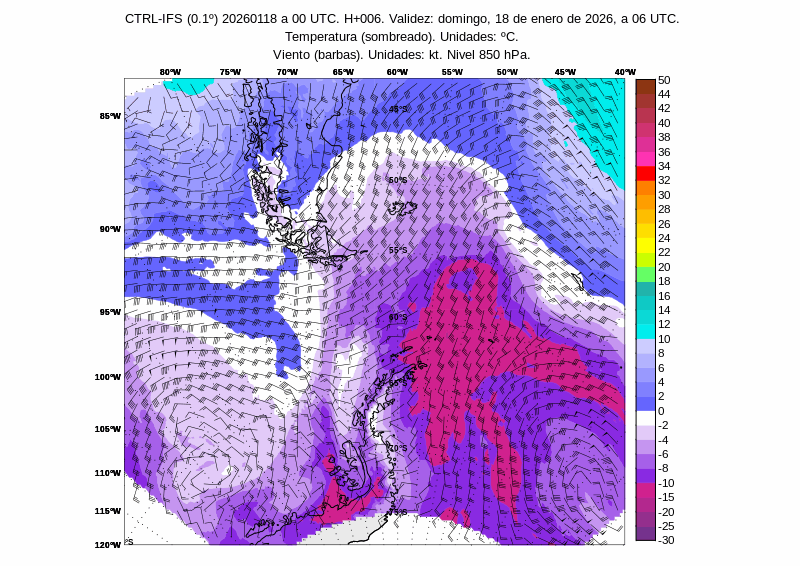 CTRL-IFS (0.1º) 20260118 a 00 UTC. H+006. Validez: domingo, 18 de enero de 2026, a 06 UTC.
Temperatura (sombreado). Unidades: ºC.
Viento (barbas). Unidades: kt. Nivel 850 hPa.
80°W 75°W 70°W 65°W 60°W 55°W 50°W 45°W 40°W
50
44
45°S
42
85°W
40
38
36
34
50°S
32
30
28
90°W
26
24
55°S
22
20
18
95°W
60°S
16
14
12
10
8
100°W
65°S
6
4
2
0
105°W
-2
-4
70°S
-6
110°W
-8
-10
-15
115°W
75°S
-20
-25
120°W
°S
-30